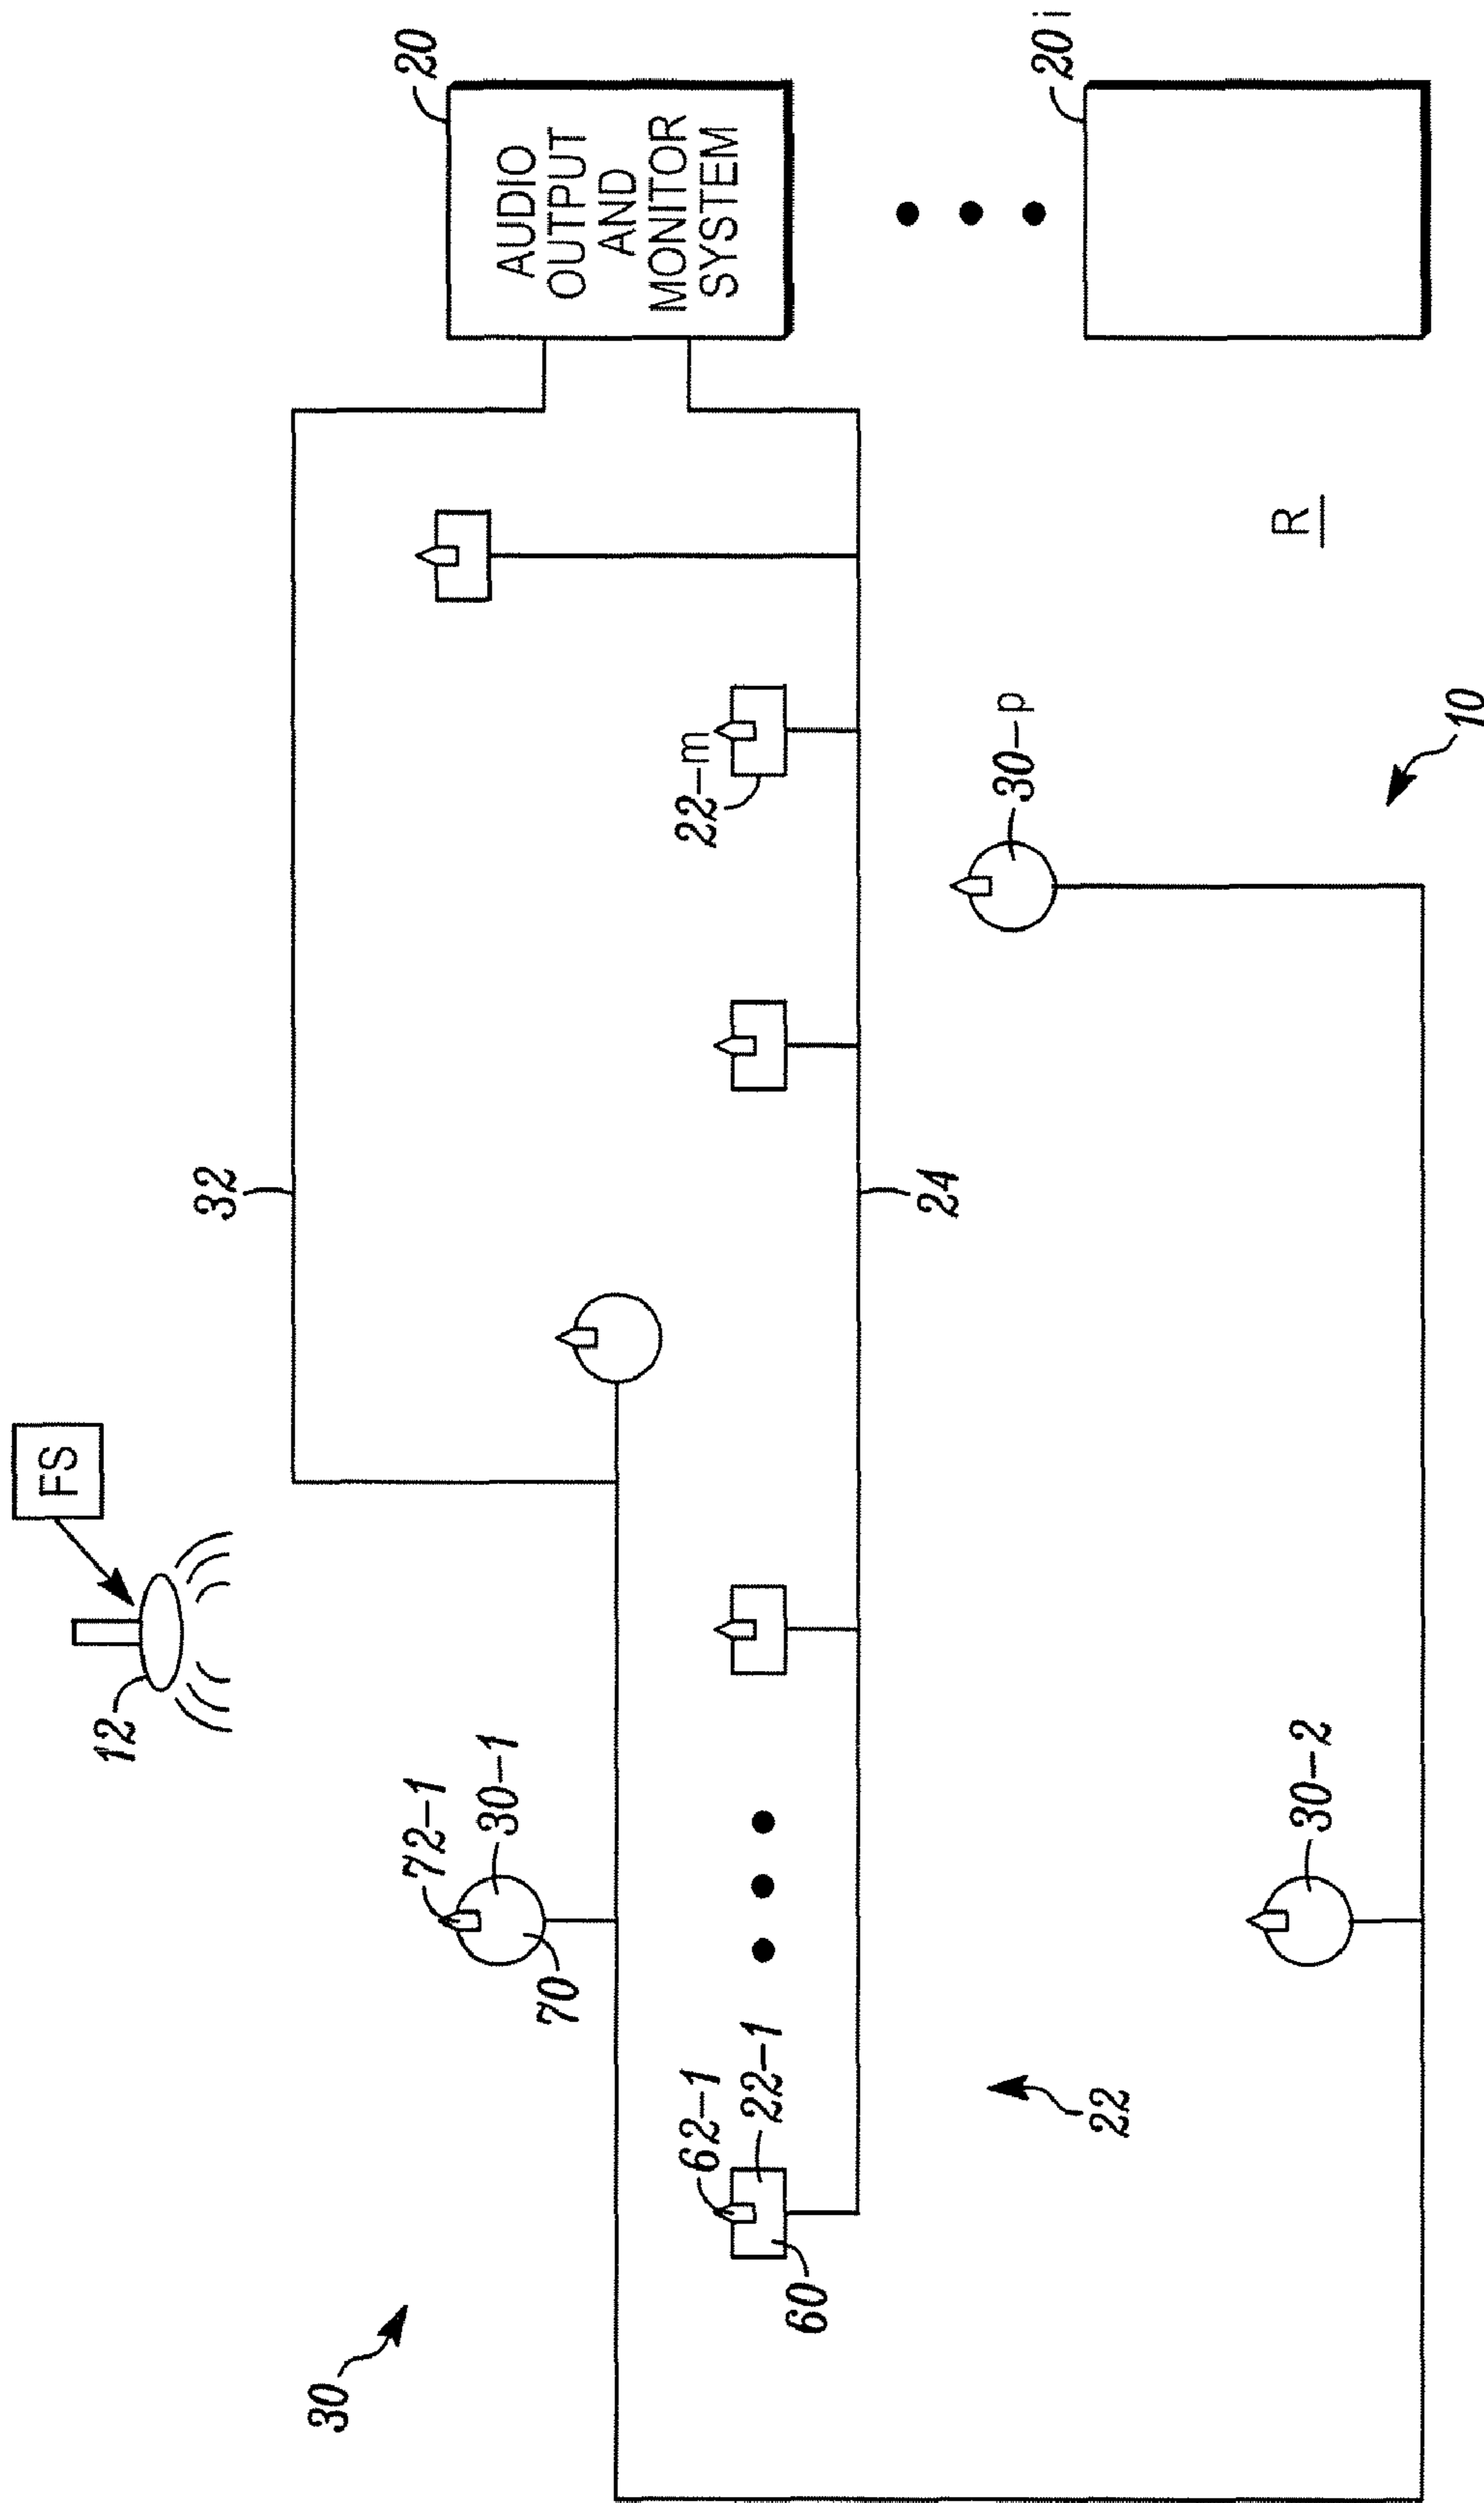 FS
12
32
20
AUDIO
OUTPUT
AND
MONITOR
SYSTEM
30
72-1
30-1
70
62-1
22-1
60
22-m
24
30-p
20i
22
30-2
R
10